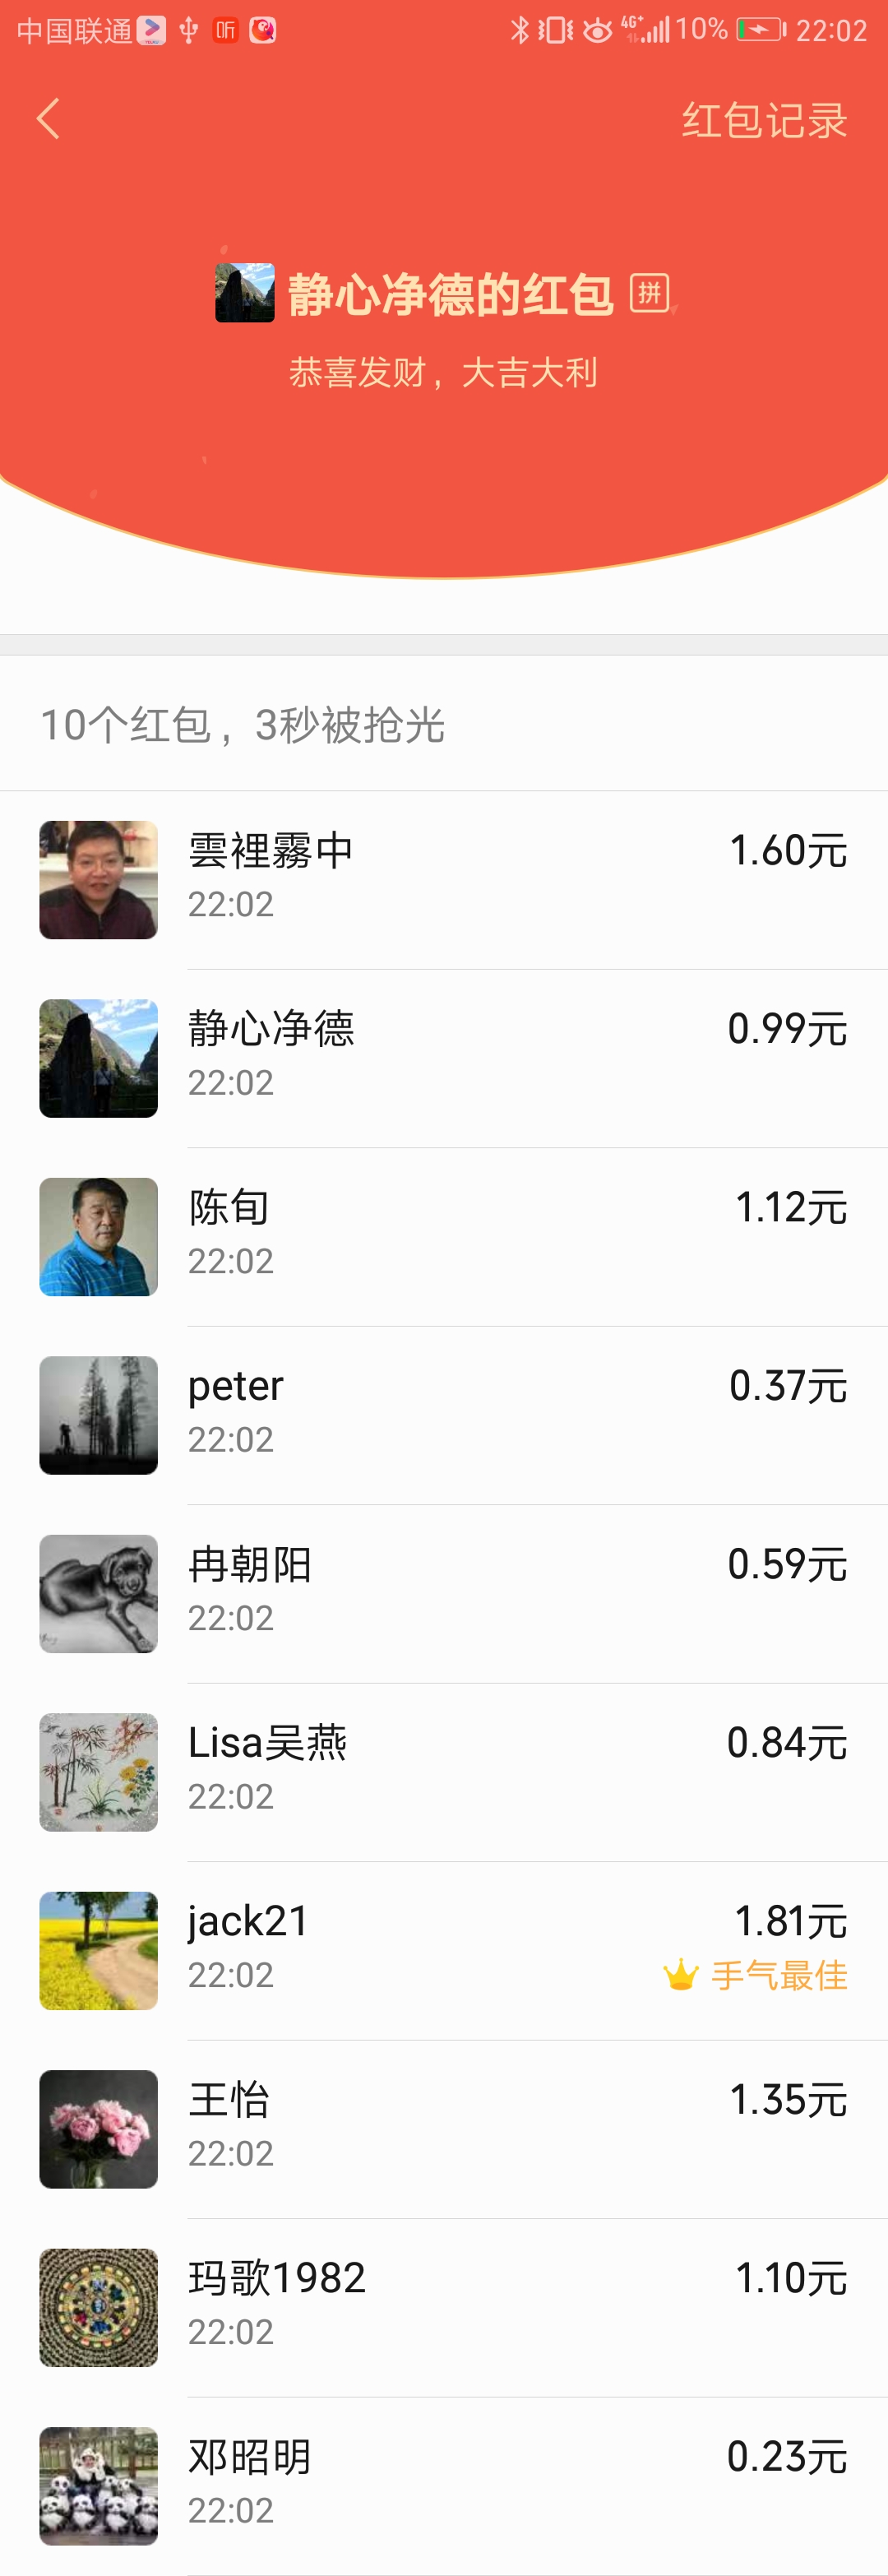 中国联通 听 4G+ 10% 22:02
红包记录
静心净德的红包 拼
恭喜发财，大吉大利
10个红包，3秒被抢光
雲裡霧中 1.60元
22:02
静心净德 0.99元
22:02
陈旬 1.12元
22:02
peter 0.37元
22:02
冉朝阳 0.59元
22:02
Lisa吴燕 0.84元
22:02
jack21 1.81元
22:02 手气最佳
王怡 1.35元
22:02
玛歌1982 1.10元
22:02
邓昭明 0.23元
22:02